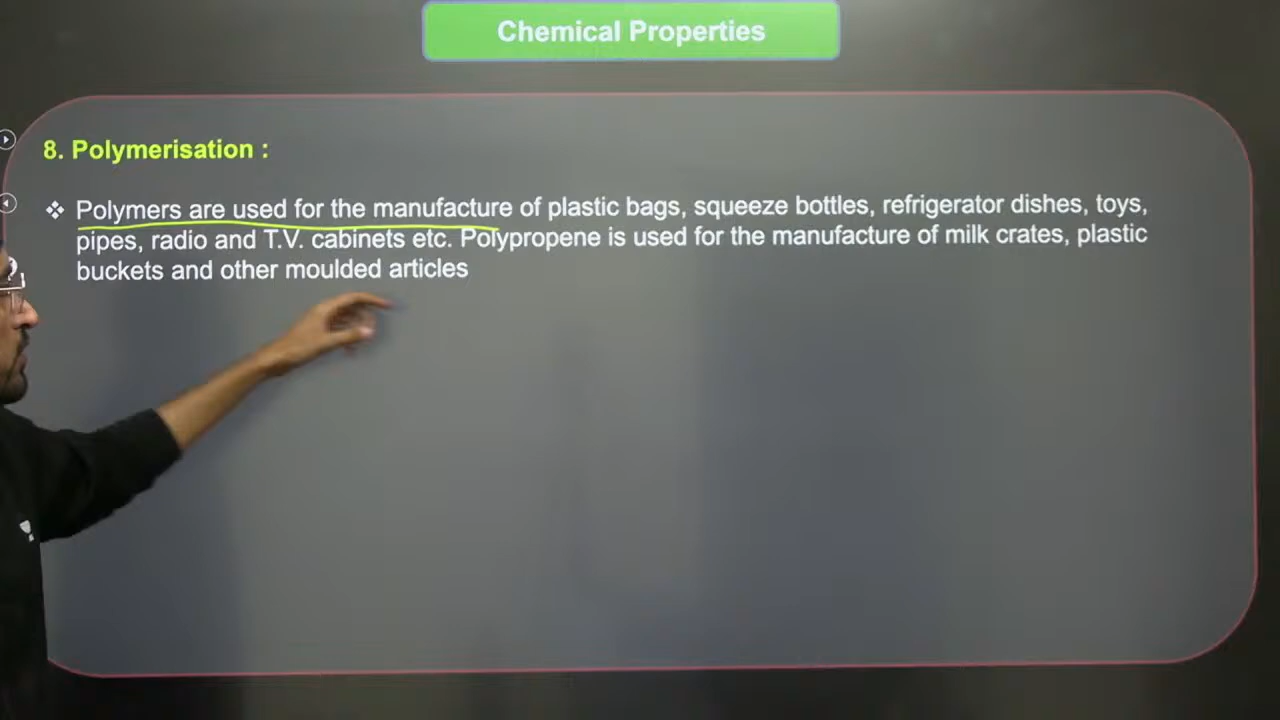 Chemical Properties
8. Polymerisation :
❖ Polymers are used for the manufacture of plastic bags, squeeze bottles, refrigerator dishes, toys,
pipes, radio and T.V. cabinets etc. Polypropene is used for the manufacture of milk crates, plastic
buckets and other moulded articles